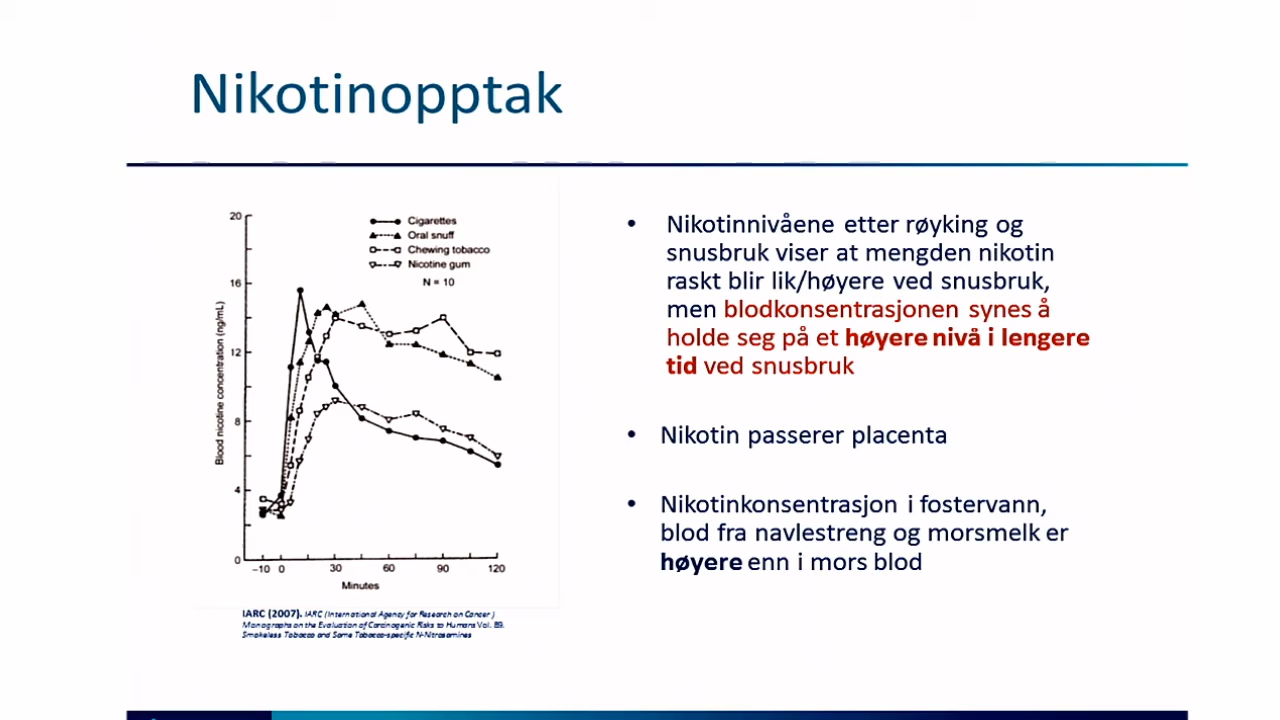 Nikotinopptak
20
16
12
8
4
0
Blood nicotine concentration (ng/mL)
Cigarettes
Oral snuff
Chewing tobacco
Nicotine gum
N = 10
−10 0 30 60 90 120
Minutes
IARC (2007). IARC (International Agency for Research on Cancer)
Monographs on the Evaluation of Carcinogenic Risks to Humans Vol. 89.
Smokeless Tobacco and Some Tobacco-specific N-Nitrosamines
• Nikotinnivåene etter røyking og
snusbruk viser at mengden nikotin
raskt blir lik/høyere ved snusbruk,
men blodkonsentrasjonen synes å
holde seg på et høyere nivå i lengere
tid ved snusbruk
• Nikotin passerer placenta
• Nikotinkonsentrasjon i fostervann,
blod fra navlestreng og morsmelk er
høyere enn i mors blod